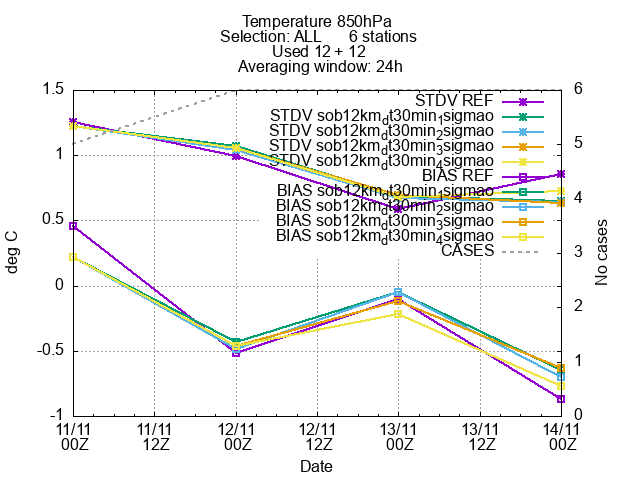 Temperature 850hPa
Selection: ALL 6 stations
Used 12 + 12
Averaging window: 24h
1.5
1
0.5
0
-0.5
-1
deg C
6
5
4
3
2
1
0
No cases
STDV REF
STDV sob12km_dt30min_1sigmao
STDV sob12km_dt30min_2sigmao
STDV sob12km_dt30min_3sigmao
STDV sob12km_dt30min_4sigmao
BIAS REF
BIAS sob12km_dt30min_1sigmao
BIAS sob12km_dt30min_2sigmao
BIAS sob12km_dt30min_3sigmao
BIAS sob12km_dt30min_4sigmao
CASES
11/11 11/11 12/11 12/11 13/11 13/11 14/11
00Z 12Z 00Z 12Z 00Z 12Z 00Z
Date